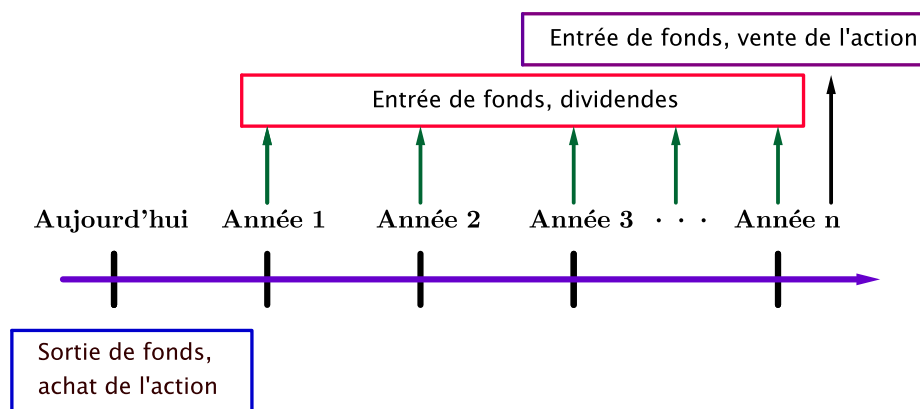 Entrée de fonds, vente de l'action
Entrée de fonds, dividendes
Aujourd'hui Année 1 Année 2 Année 3 · · · Année n
Sortie de fonds,
achat de l'action